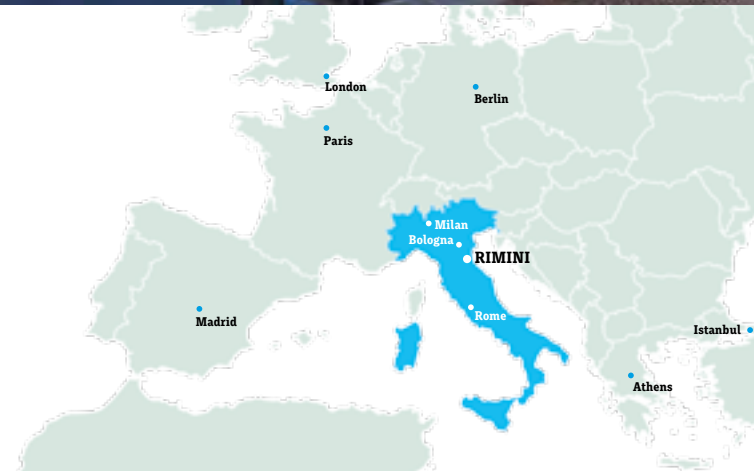 London
Berlin
Paris
Milan
Bologna
RIMINI
Rome
Madrid
Istanbul
Athens